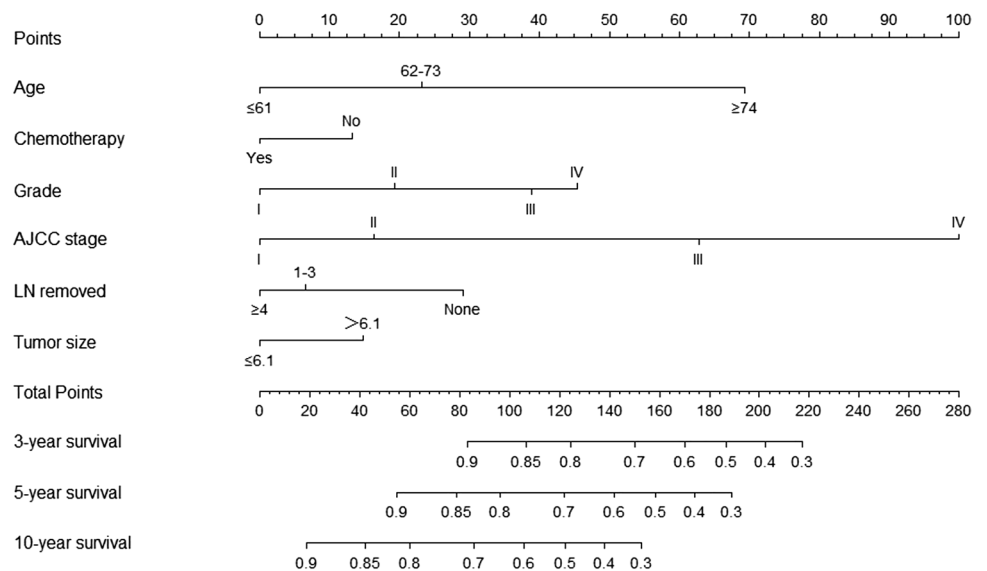 0 10 20 30 40 50 60 70 80 90 100
Points
62-73
Age
≤61 ≥74
No
Chemotherapy
Yes
II IV
Grade
I III
II IV
AJCC stage
I III
1-3
LN removed
≥4 None
>6.1
Tumor size
≤6.1
Total Points
0 20 40 60 80 100 120 140 160 180 200 220 240 260 280
3-year survival
0.9 0.85 0.8 0.7 0.6 0.5 0.4 0.3
5-year survival
0.9 0.85 0.8 0.7 0.6 0.5 0.4 0.3
10-year survival
0.9 0.85 0.8 0.7 0.6 0.5 0.4 0.3